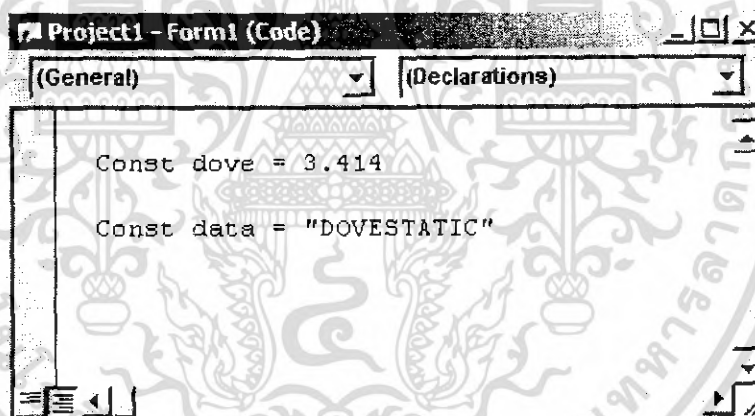 Project1 - Form1 (Code)
(General) (Declarations)
Const dove = 3.414
Const data = "DOVESTATIC"